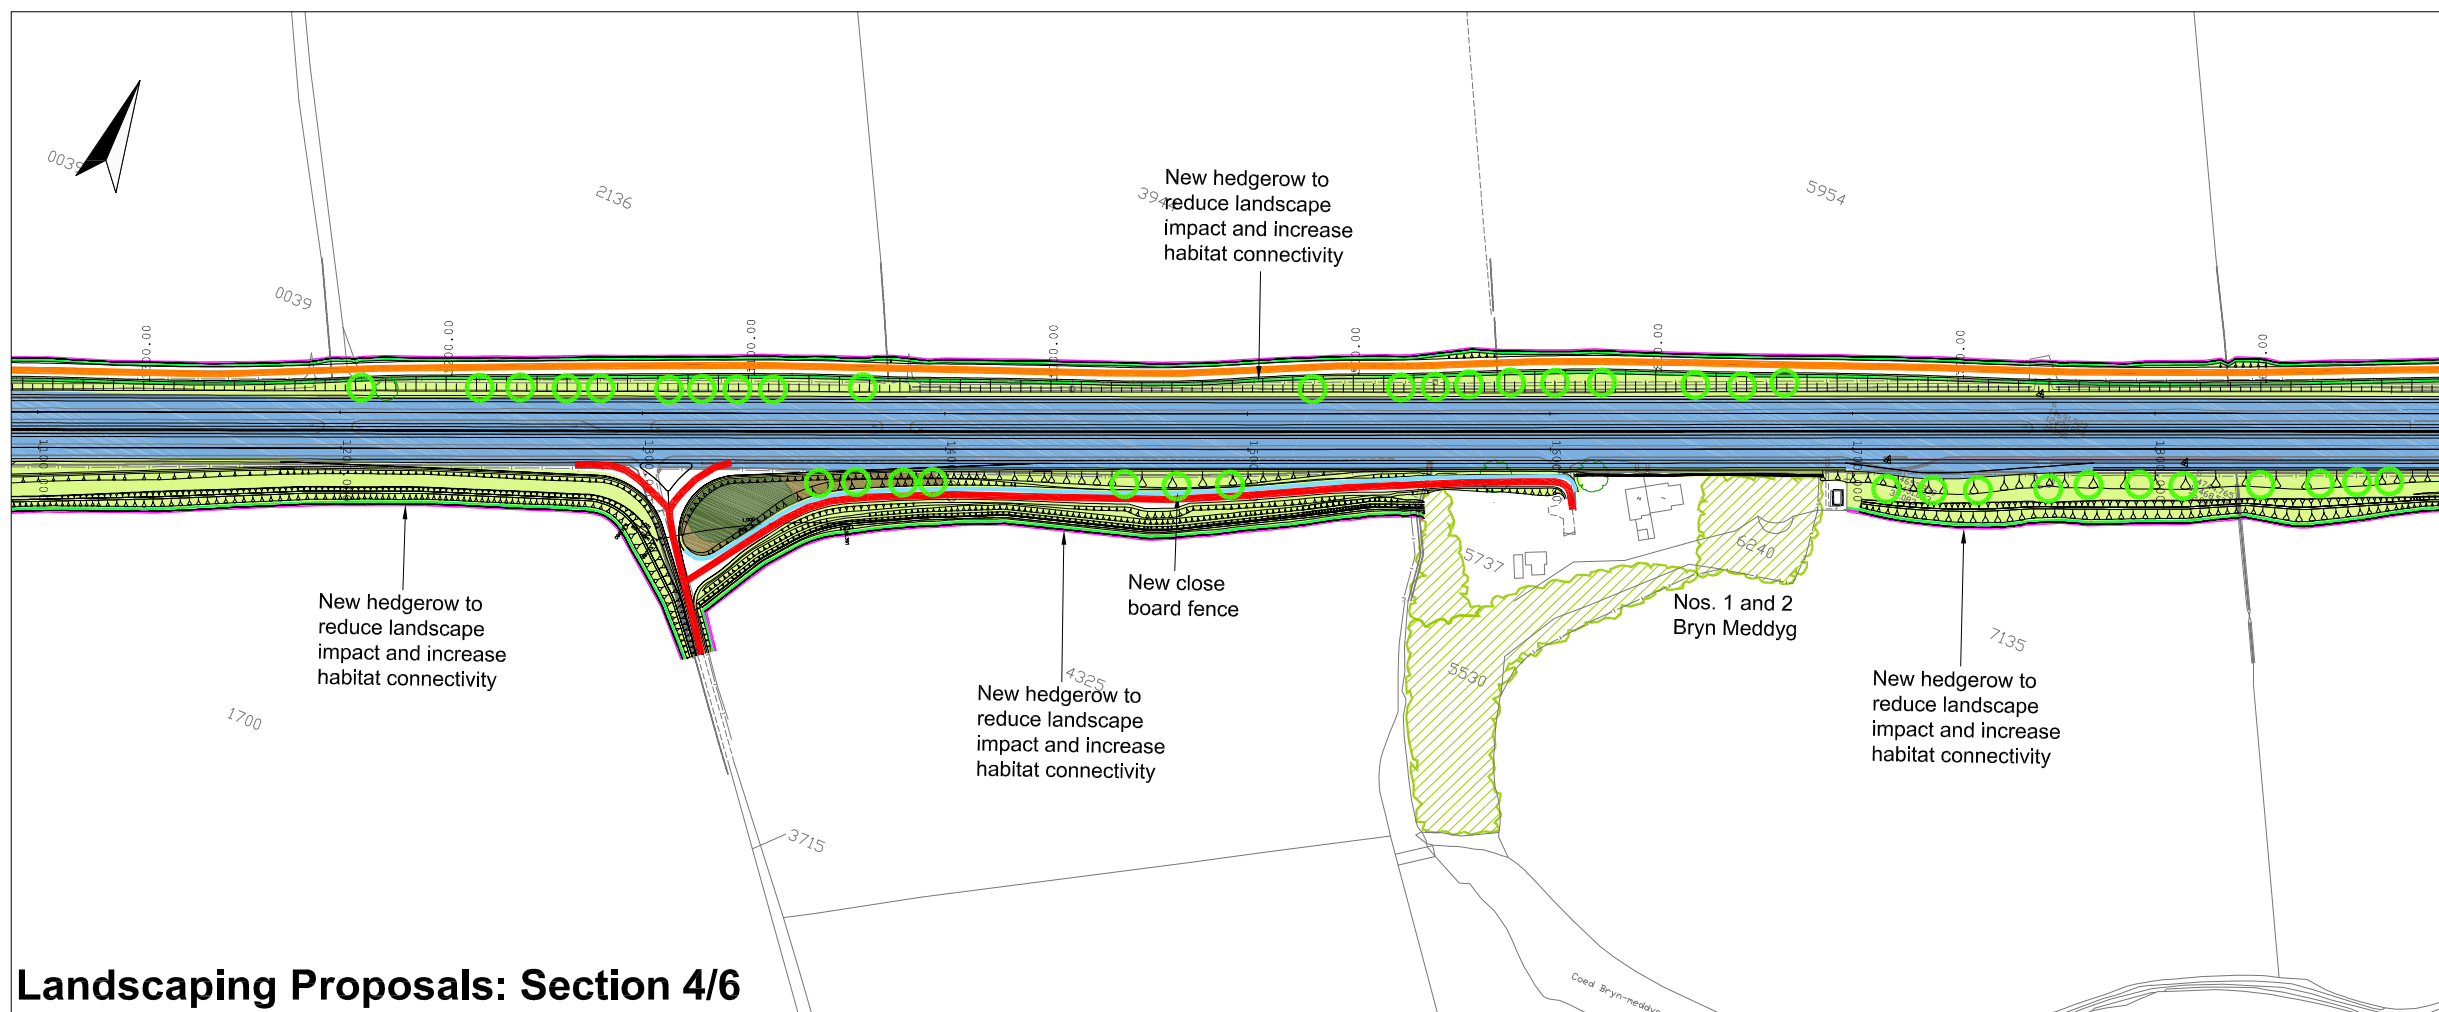 0039
2136
3944
5954
0039
New hedgerow to
reduce landscape
impact and increase
habitat connectivity
New hedgerow to
reduce landscape
impact and increase
habitat connectivity
New close
board fence
New hedgerow to
reduce landscape
impact and increase
habitat connectivity
Nos. 1 and 2
Bryn Meddyg
New hedgerow to
reduce landscape
impact and increase
habitat connectivity
5737
6240
5530
4325
7135
1700
3715
Landscaping Proposals: Section 4/6